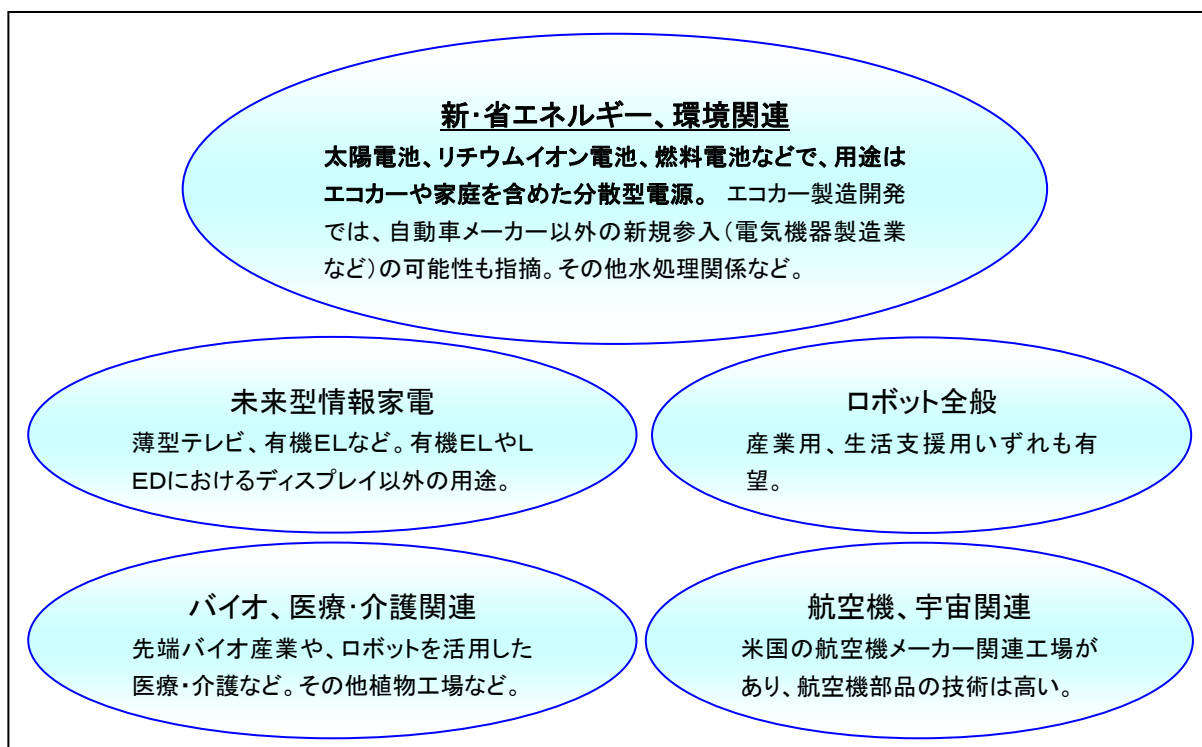 新・省エネルギー、環境関連
太陽電池、リチウムイオン電池、燃料電池などで、用途は
エコカーや家庭を含めた分散型電源。 エコカー製造開発
では、自動車メーカー以外の新規参入(電気機器製造業
など)の可能性も指摘。その他水処理関係など。
未来型情報家電
薄型テレビ、有機ELなど。有機ELやL
EDにおけるディスプレイ以外の用途。
ロボット全般
産業用、生活支援用いずれも有
望。
バイオ、医療・介護関連
先端バイオ産業や、ロボットを活用した
医療・介護など。その他植物工場など。
航空機、宇宙関連
米国の航空機メーカー関連工場が
あり、航空機部品の技術は高い。